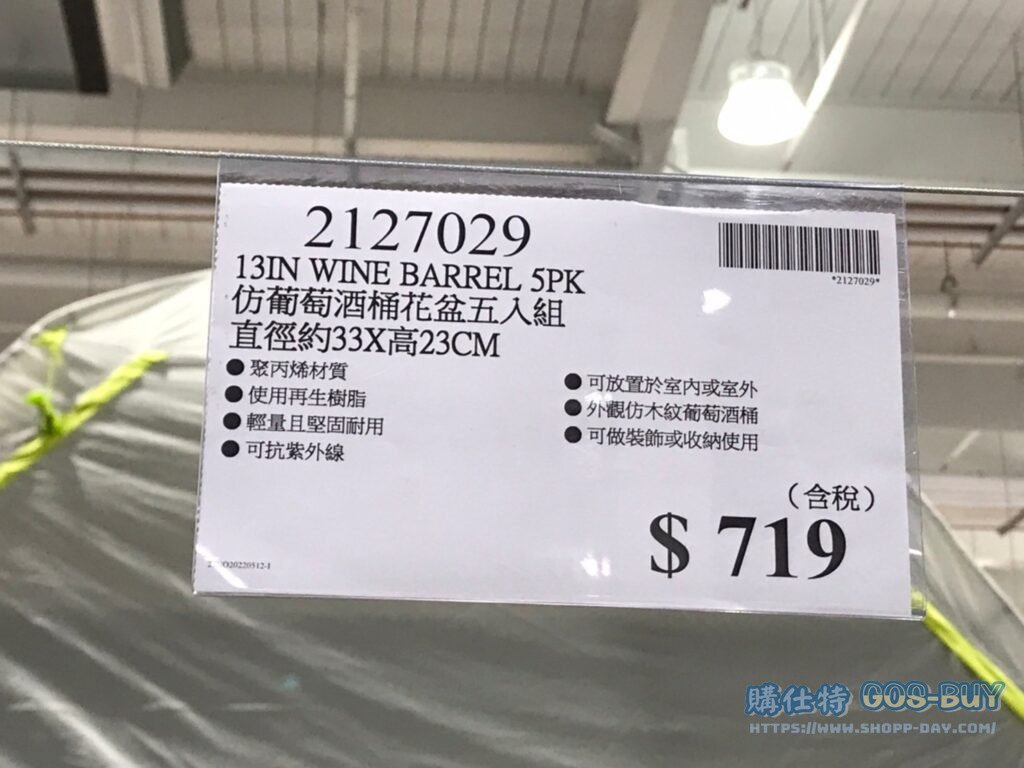 2127029
*2127029*
13IN WINE BARREL 5PK
仿葡萄酒桶花盆五入組
直徑約33X高23CM
● 聚丙烯材質
● 使用再生樹脂
● 輕量且堅固耐用
● 可抗紫外線
● 可放置於室內或室外
● 外觀仿木紋葡萄酒桶
● 可做裝飾或收納使用
（含稅）
$ 719
購仕特 GOS-BUY
HTTPS://WWW.SHOPP-DAY.COM/